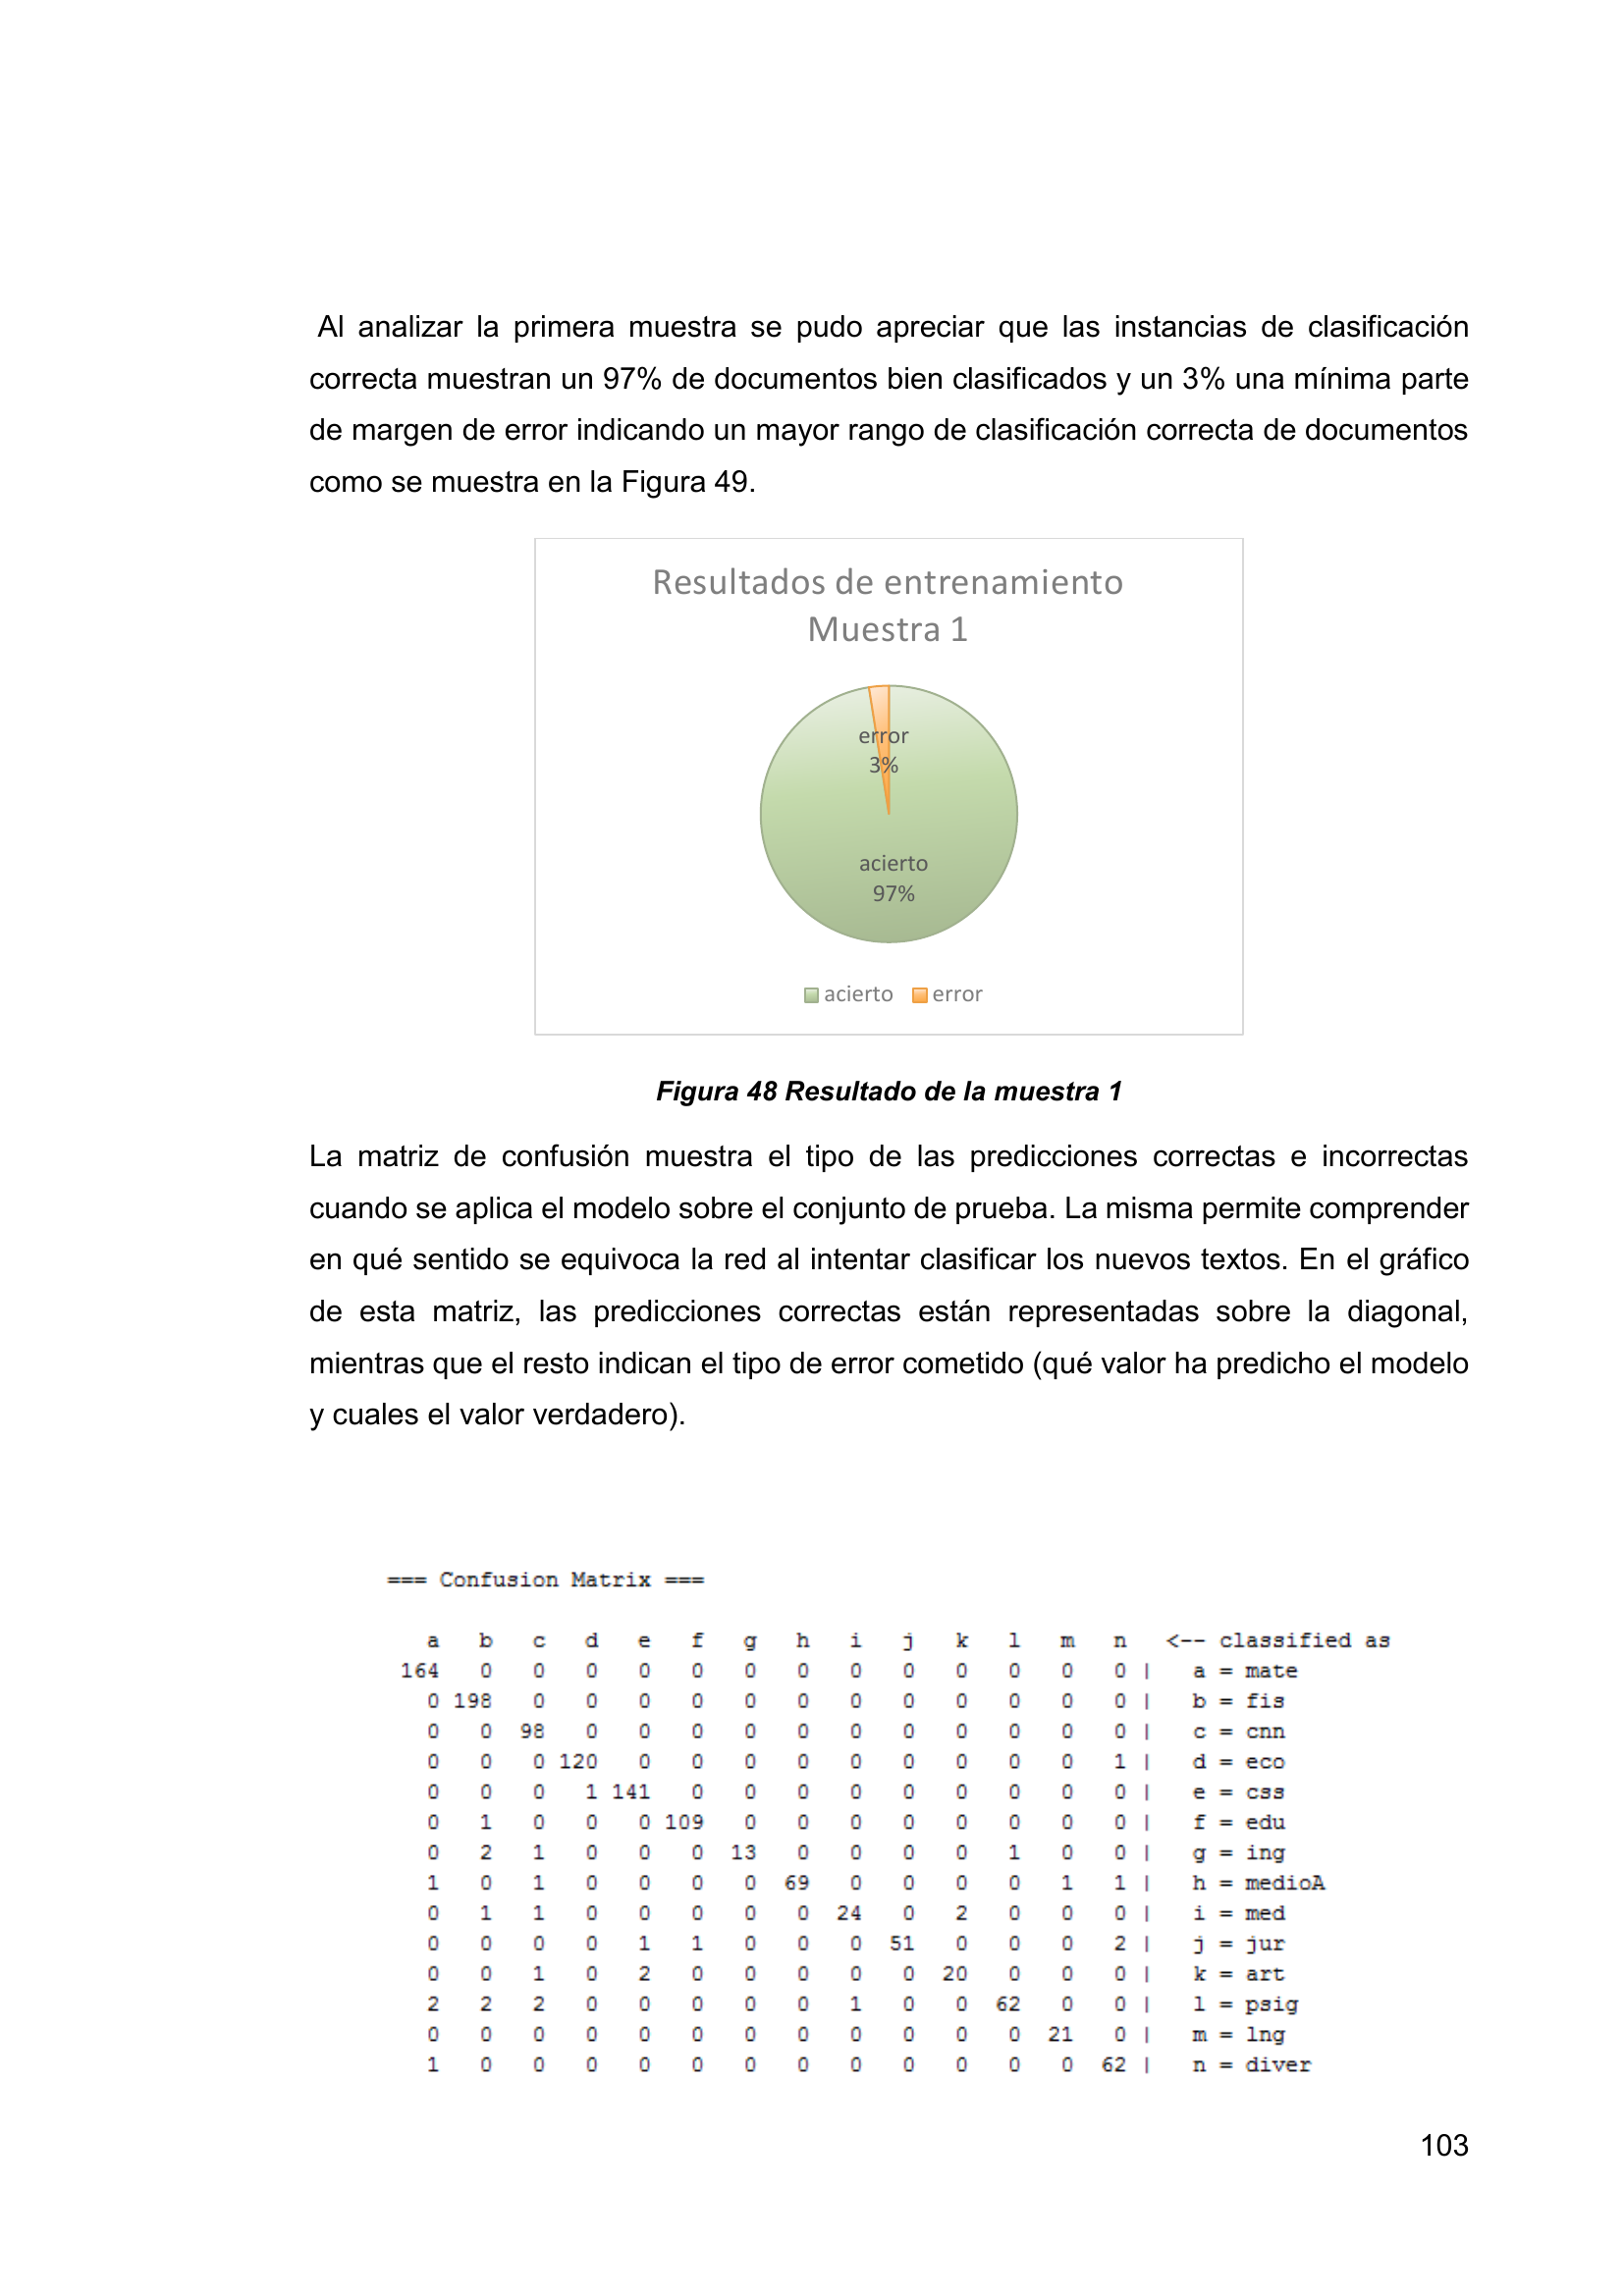 Al analizar la primera muestra se pudo apreciar que las instancias de clasificación
correcta muestran un 97% de documentos bien clasificados y un 3% una mínima parte
de margen de error indicando un mayor rango de clasificación correcta de documentos
como se muestra en la Figura 49.
Resultados de entrenamiento
Muestra 1
error
3%
acierto
97%
acierto error
Figura 48 Resultado de la muestra 1
La matriz de confusión muestra el tipo de las predicciones correctas e incorrectas
cuando se aplica el modelo sobre el conjunto de prueba. La misma permite comprender
en qué sentido se equivoca la red al intentar clasificar los nuevos textos. En el gráfico
de esta matriz, las predicciones correctas están representadas sobre la diagonal,
mientras que el resto indican el tipo de error cometido (qué valor ha predicho el modelo
y cuales el valor verdadero).
=== Confusion Matrix ===
a b c d e f g h i j k l m n <-- classified as
164 0 0 0 0 0 0 0 0 0 0 0 0 0 | a = mate
0 198 0 0 0 0 0 0 0 0 0 0 0 0 | b = fis
0 0 98 0 0 0 0 0 0 0 0 0 0 0 | c = cnn
0 0 0 120 0 0 0 0 0 0 0 0 0 1 | d = eco
0 0 0 1 141 0 0 0 0 0 0 0 0 0 | e = css
0 1 0 0 0 109 0 0 0 0 0 0 0 0 | f = edu
0 2 1 0 0 0 13 0 0 0 0 1 0 0 | g = ing
1 0 1 0 0 0 0 69 0 0 0 0 1 1 | h = medioA
0 1 1 0 0 0 0 0 24 0 2 0 0 0 | i = med
0 0 0 0 1 1 0 0 0 51 0 0 0 2 | j = jur
0 0 1 0 2 0 0 0 0 0 20 0 0 0 | k = art
2 2 2 0 0 0 0 0 1 0 0 62 0 0 | l = psig
0 0 0 0 0 0 0 0 0 0 0 0 21 0 | m = lng
1 0 0 0 0 0 0 0 0 0 0 0 0 62 | n = diver
103